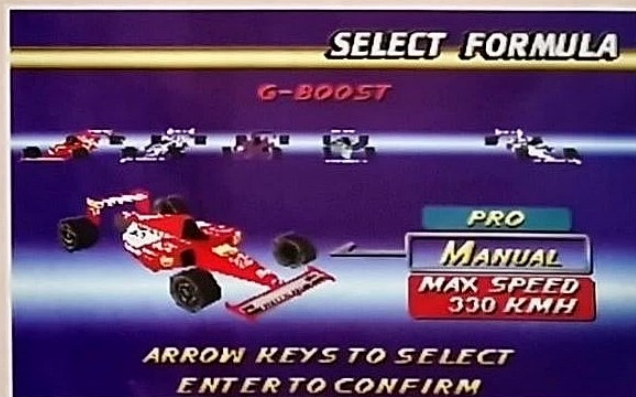 SELECT FORMULA
G-BOOST
PRO
MANUAL
MAX SPEED
330 KMH
ARROW KEYS TO SELECT
ENTER TO CONFIRM